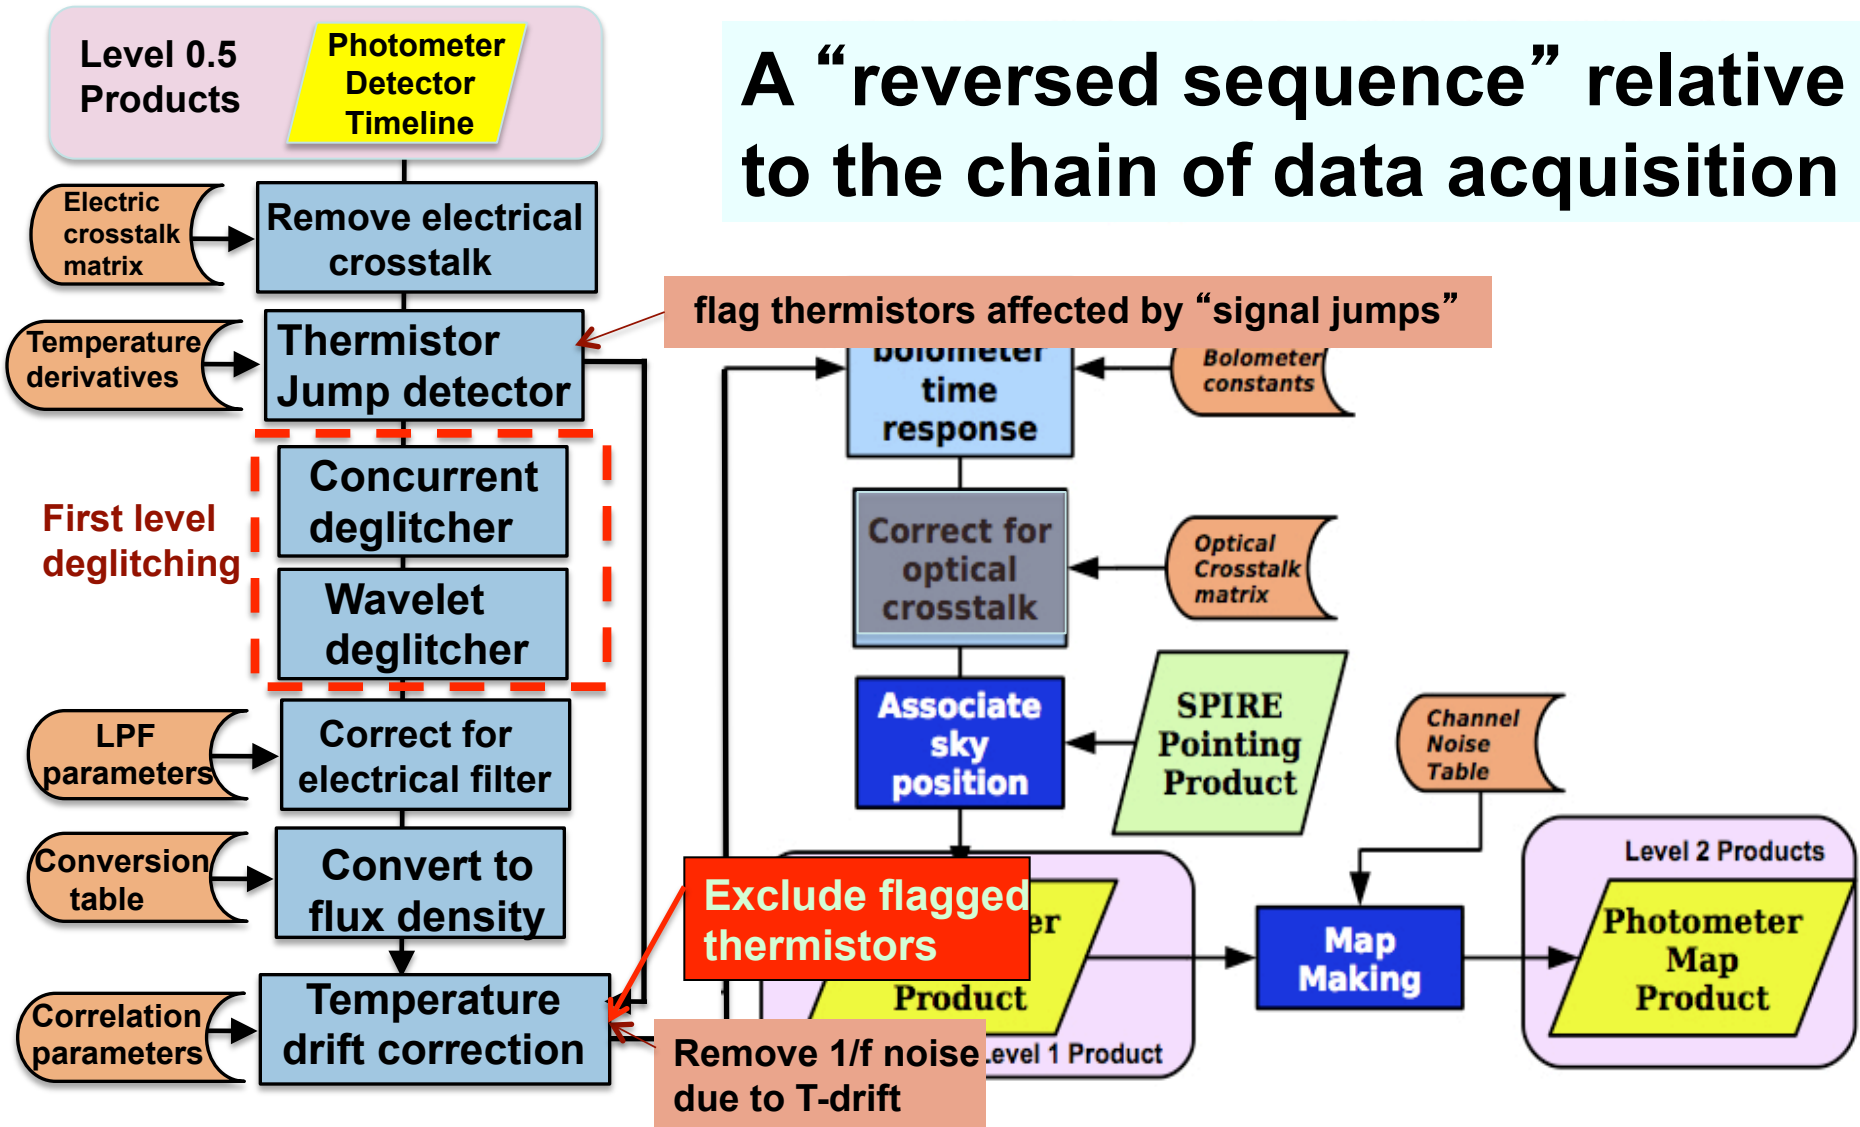 Level 0.5
Products
Photometer
Detector
Timeline
A “reversed sequence” relative
to the chain of data acquisition
Electric
crosstalk
matrix
Remove electrical
crosstalk
flag thermistors affected by “signal jumps”
Temperature
derivatives
Thermistor
Jump detector
bolometer
time
response
Bolometer
constants
First level
deglitching
Concurrent
deglitcher
Wavelet
deglitcher
Correct for
optical
crosstalk
Optical
Crosstalk
matrix
LPF
parameters
Correct for
electrical filter
Associate
sky
position
SPIRE
Pointing
Product
Channel
Noise
Table
Conversion
table
Convert to
flux density
Exclude flagged
thermistors
er
Product
Level 1 Product
Map
Making
Level 2 Products
Photometer
Map
Product
Correlation
parameters
Temperature
drift correction
Remove 1/f noise
due to T-drift